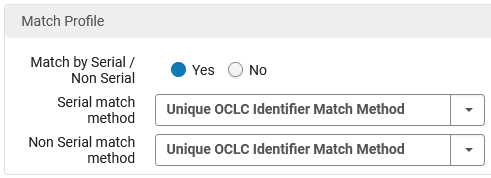 Match Profile
Match by Serial /
Non Serial
Yes
No
Serial match
method
Unique OCLC Identifier Match Method
Non Serial match
method
Unique OCLC Identifier Match Method